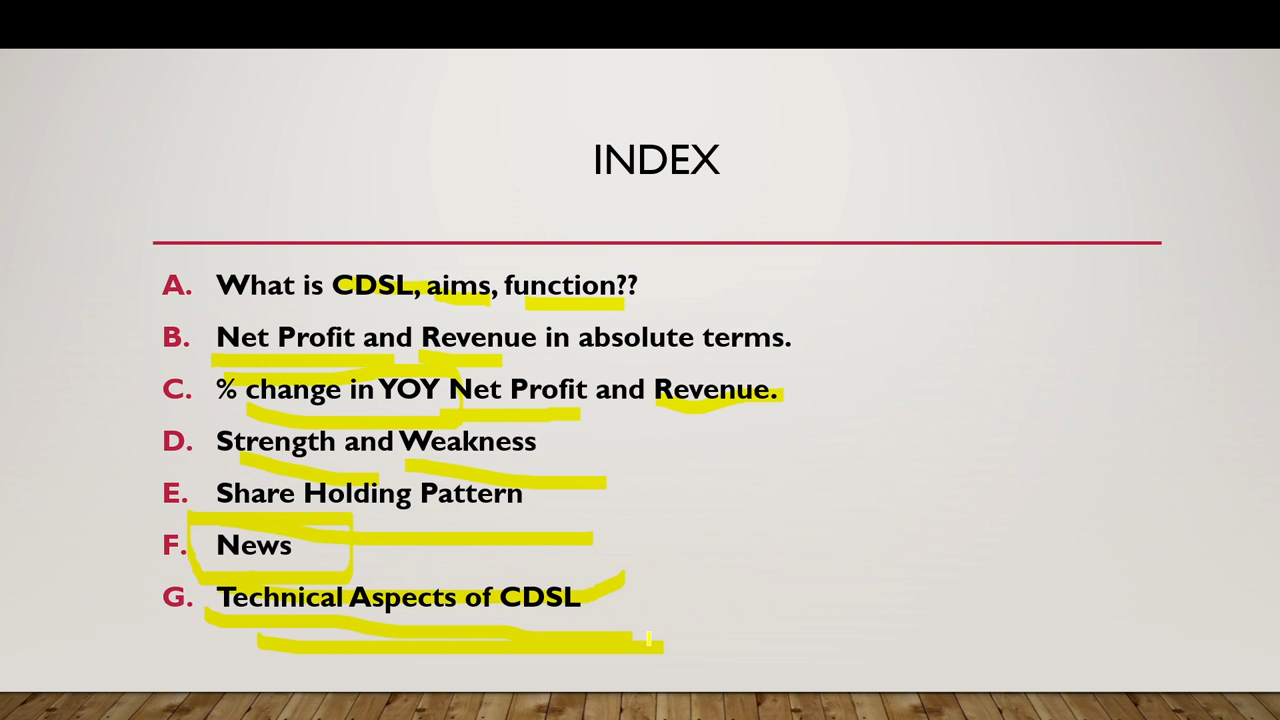 INDEX
A. What is CDSL, aims, function??
B. Net Profit and Revenue in absolute terms.
C. % change in YOY Net Profit and Revenue.
D. Strength and Weakness
E. Share Holding Pattern
F. News
G. Technical Aspects of CDSL